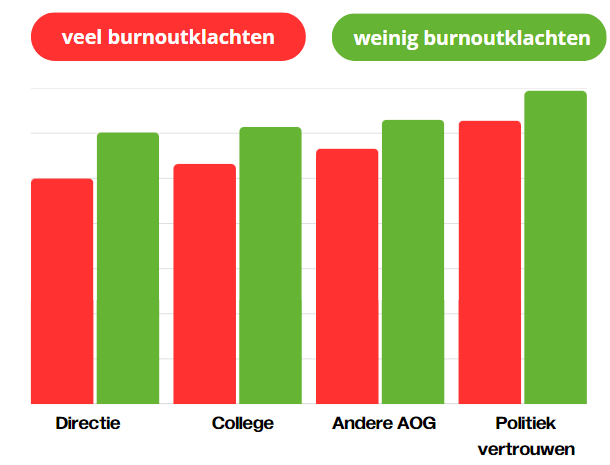 veel burnoutklachten
weinig burnoutklachten
Directie
College
Andere AOG
Politiek
vertrouwen